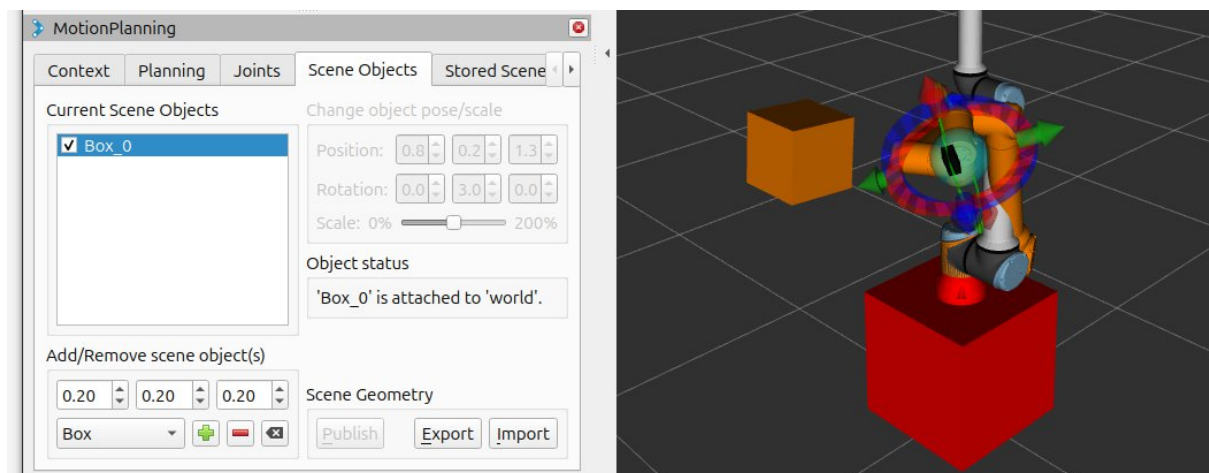 MotionPlanning
Context Planning Joints Scene Objects Stored Scene
Current Scene Objects
Box_0
Change object pose/scale
Position: 0.8 0.2 1.3
Rotation: 0.0 3.0 0.0
Scale: 0% 200%
Object status
'Box_0' is attached to 'world'.
Add/Remove scene object(s)
0.20 0.20 0.20
Box
Scene Geometry
Publish Export Import